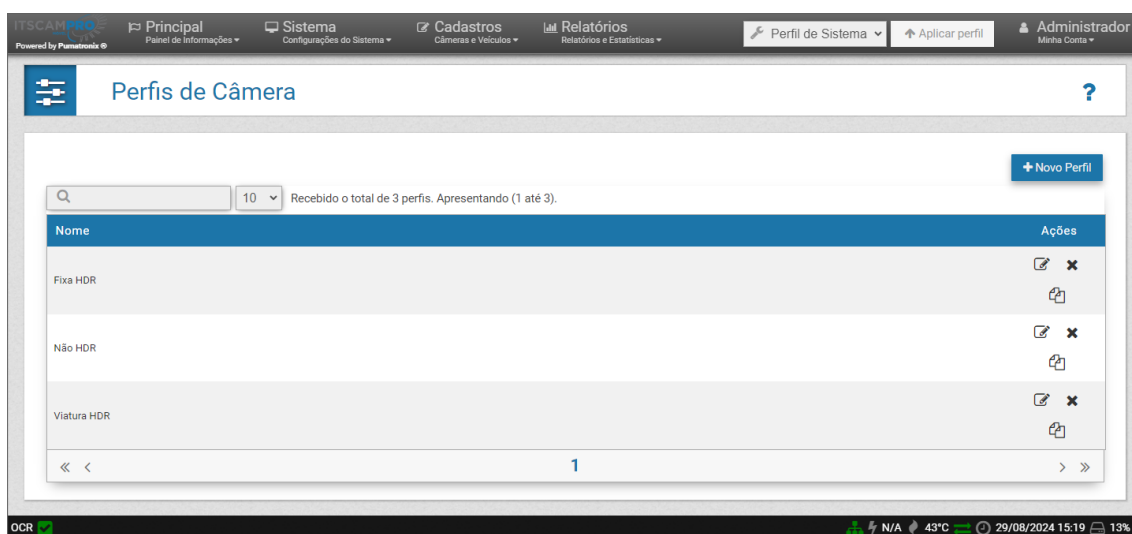 ITSCAMPRO Principal Sistema Cadastros Relatórios Perfil de Sistema Aplicar perfil Administrador
Powered by Pumatronix ® Painel de Informações Configurações do Sistema Câmeras e Veículos Relatórios e Estatísticas Minha Conta
Perfis de Câmera ?
+ Novo Perfil
10 Recebido o total de 3 perfis. Apresentando (1 até 3).
Nome Ações
Fixa HDR
Não HDR
Viatura HDR
« < 1 > »
OCR N/A 43°C 29/08/2024 15:19 13%